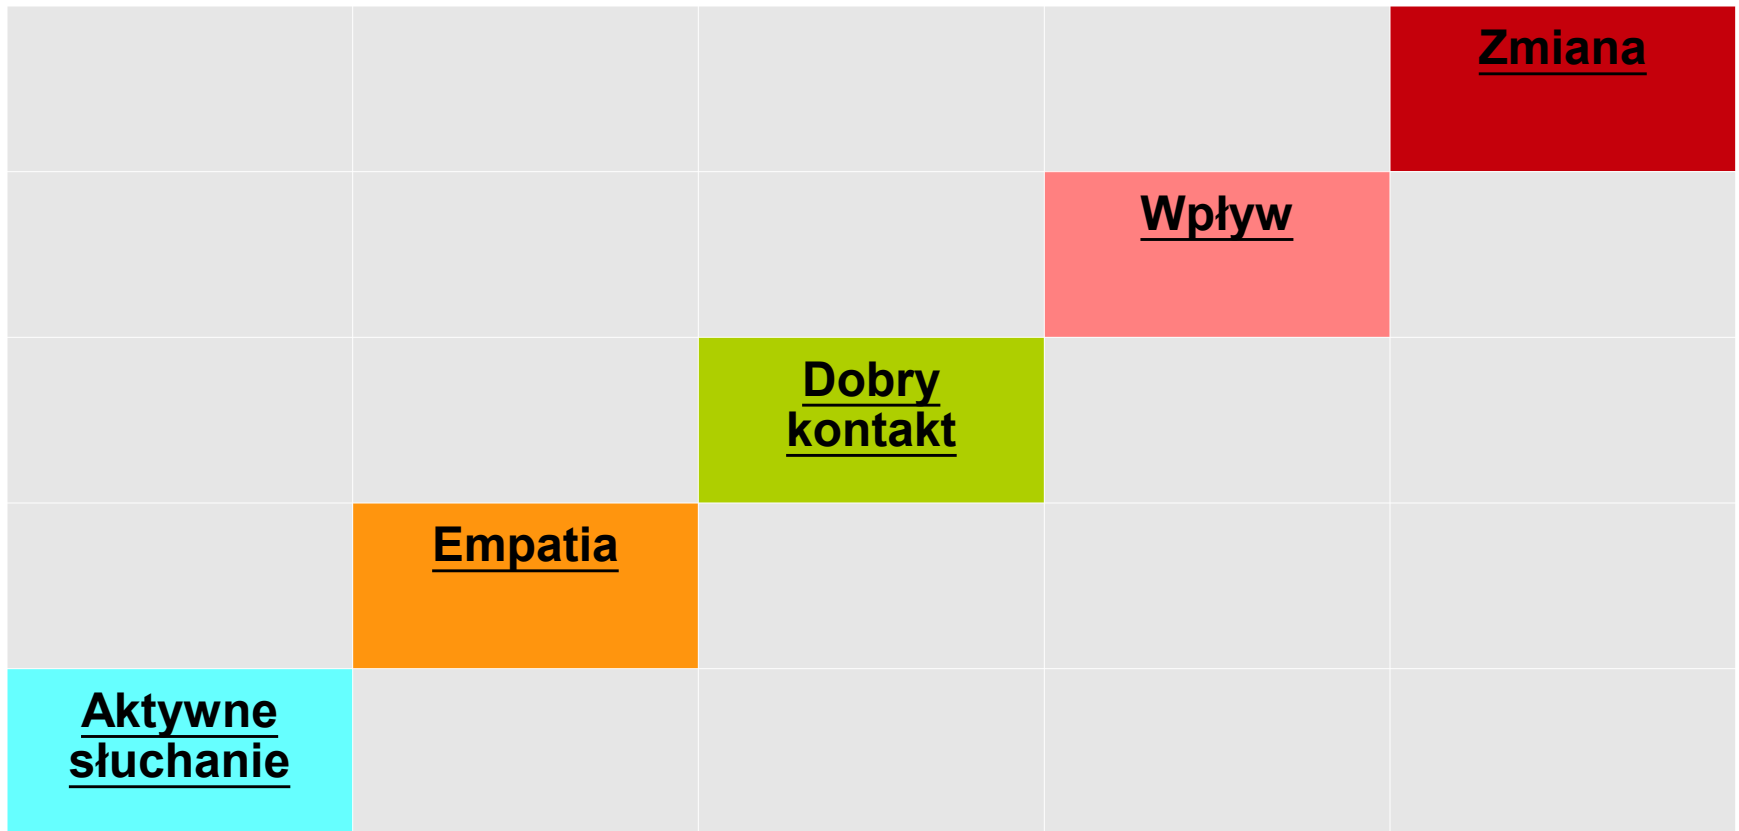 Zmiana
Wpływ
Dobry
kontakt
Empatia
Aktywne
słuchanie